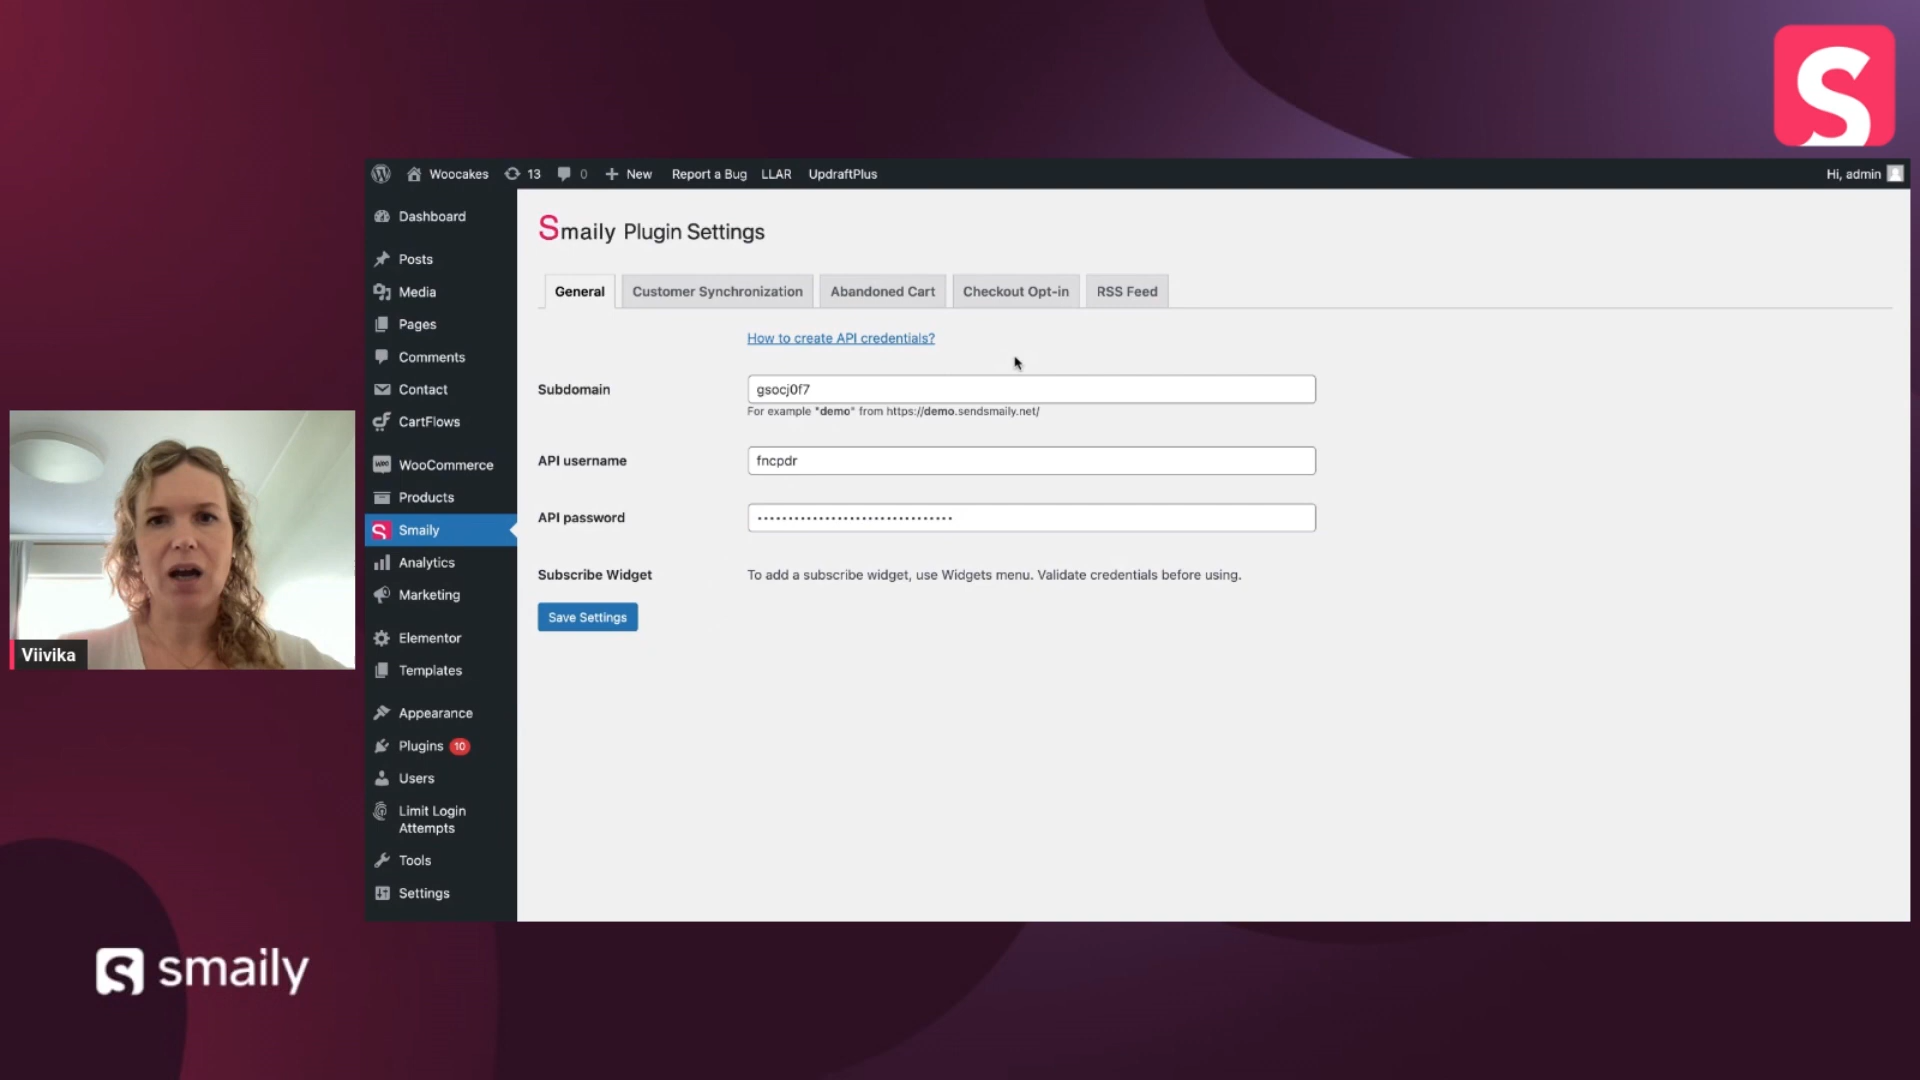 S
Woocakes 13 0 + New Report a Bug LLAR UpdraftPlus Hi, admin
Dashboard
Posts
Media
Pages
Comments
Contact
CartFlows
WooCommerce
Products
Smaily
Analytics
Marketing
Elementor
Templates
Appearance
Plugins 10
Users
Limit Login
Attempts
Tools
Settings
Smaily Plugin Settings
General Customer Synchronization Abandoned Cart Checkout Opt-in RSS Feed
How to create API credentials?
Subdomain gsocj0f7
For example "demo" from https://demo.sendsmaily.net/
API username fncpdr
API password ································
Subscribe Widget To add a subscribe widget, use Widgets menu. Validate credentials before using.
Save Settings
Viivika
smaily